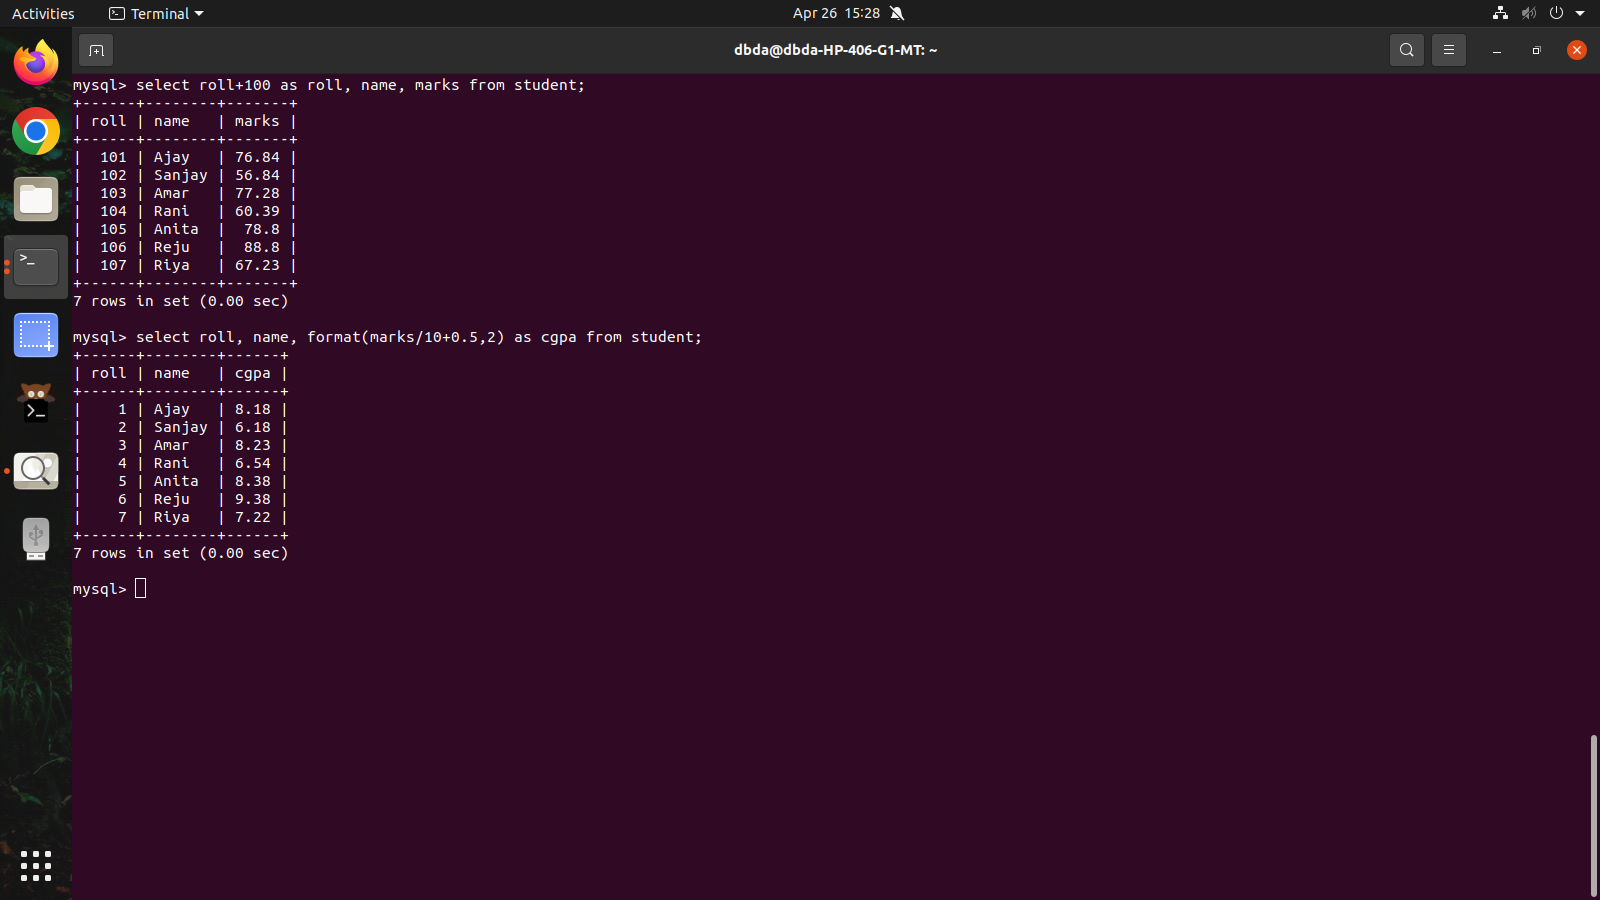 Activities Terminal Apr 26 15:28
dbda@dbda-HP-406-G1-MT: ~
mysql> select roll+100 as roll, name, marks from student;
+------+--------+-------+
| roll | name   | marks |
+------+--------+-------+
|  101 | Ajay   | 76.84 |
|  102 | Sanjay | 56.84 |
|  103 | Amar   | 77.28 |
|  104 | Rani   | 60.39 |
|  105 | Anita  |  78.8 |
|  106 | Reju   |  88.8 |
|  107 | Riya   | 67.23 |
+------+--------+-------+
7 rows in set (0.00 sec)
mysql> select roll, name, format(marks/10+0.5,2) as cgpa from student;
+------+--------+------+
| roll | name   | cgpa |
+------+--------+------+
|    1 | Ajay   | 8.18 |
|    2 | Sanjay | 6.18 |
|    3 | Amar   | 8.23 |
|    4 | Rani   | 6.54 |
|    5 | Anita  | 8.38 |
|    6 | Reju   | 9.38 |
|    7 | Riya   | 7.22 |
+------+--------+------+
7 rows in set (0.00 sec)
mysql>